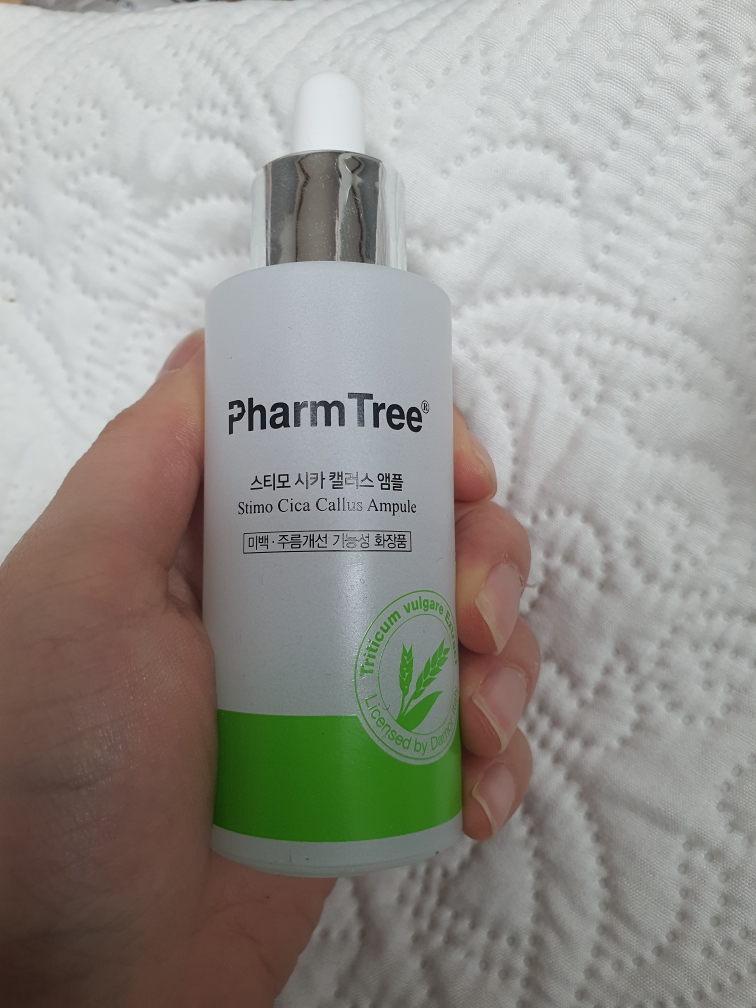 PharmTree®
스티모 시카 캘러스 앰플
Stimo Cica Callus Ampule
미백·주름개선 기능성 화장품
Triticum vulgare
Licensed by